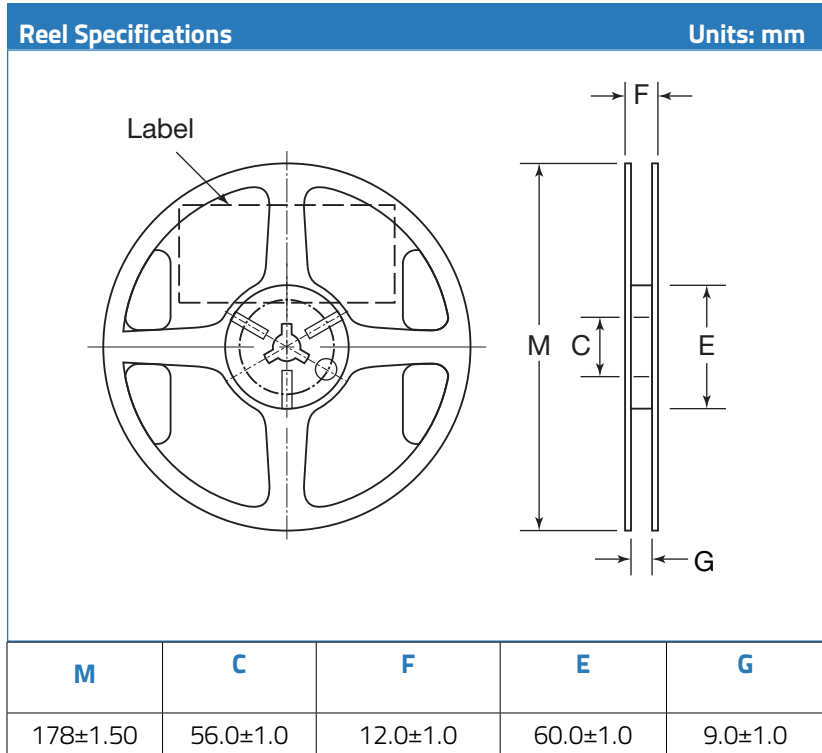 Reel Specifications Units: mm
F
Label
M C E
G
M C F E G
178±1.50 56.0±1.0 12.0±1.0 60.0±1.0 9.0±1.0